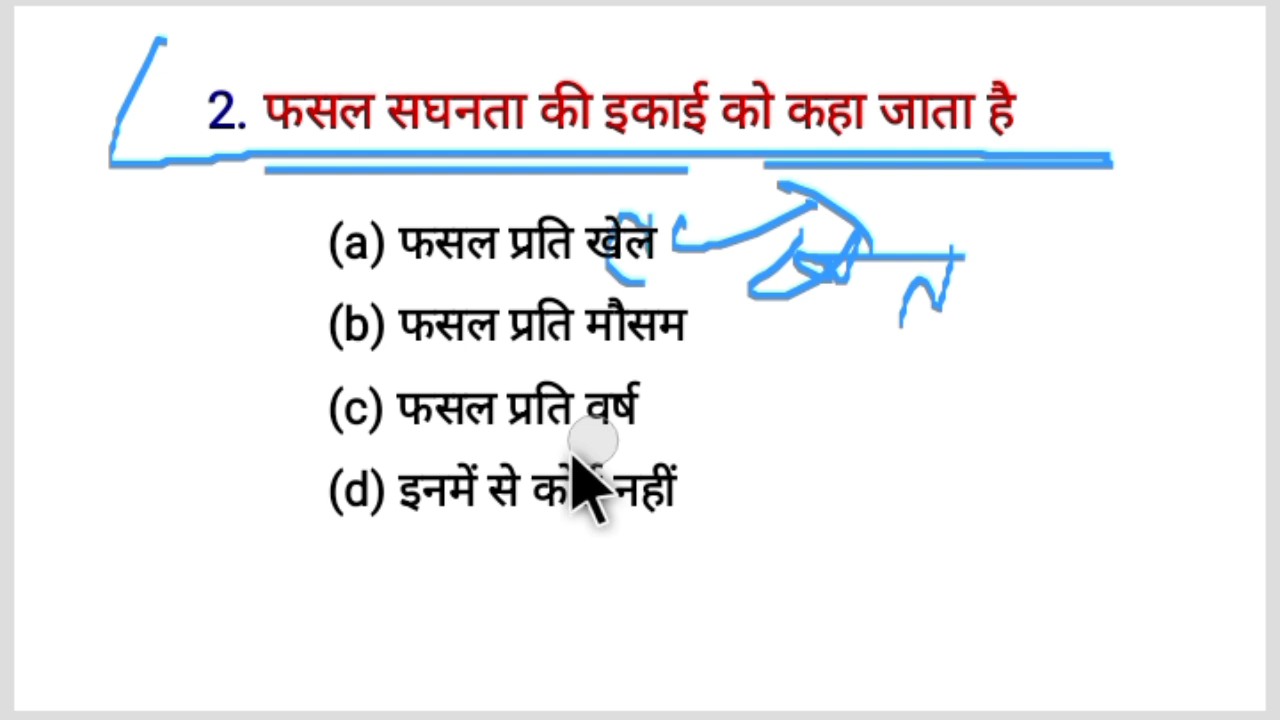 2. फसल सघनता की इकाई को कहा जाता है
(a) फसल प्रति खेल
(b) फसल प्रति मौसम
(c) फसल प्रति वर्ष
(d) इनमें से कोई नहीं